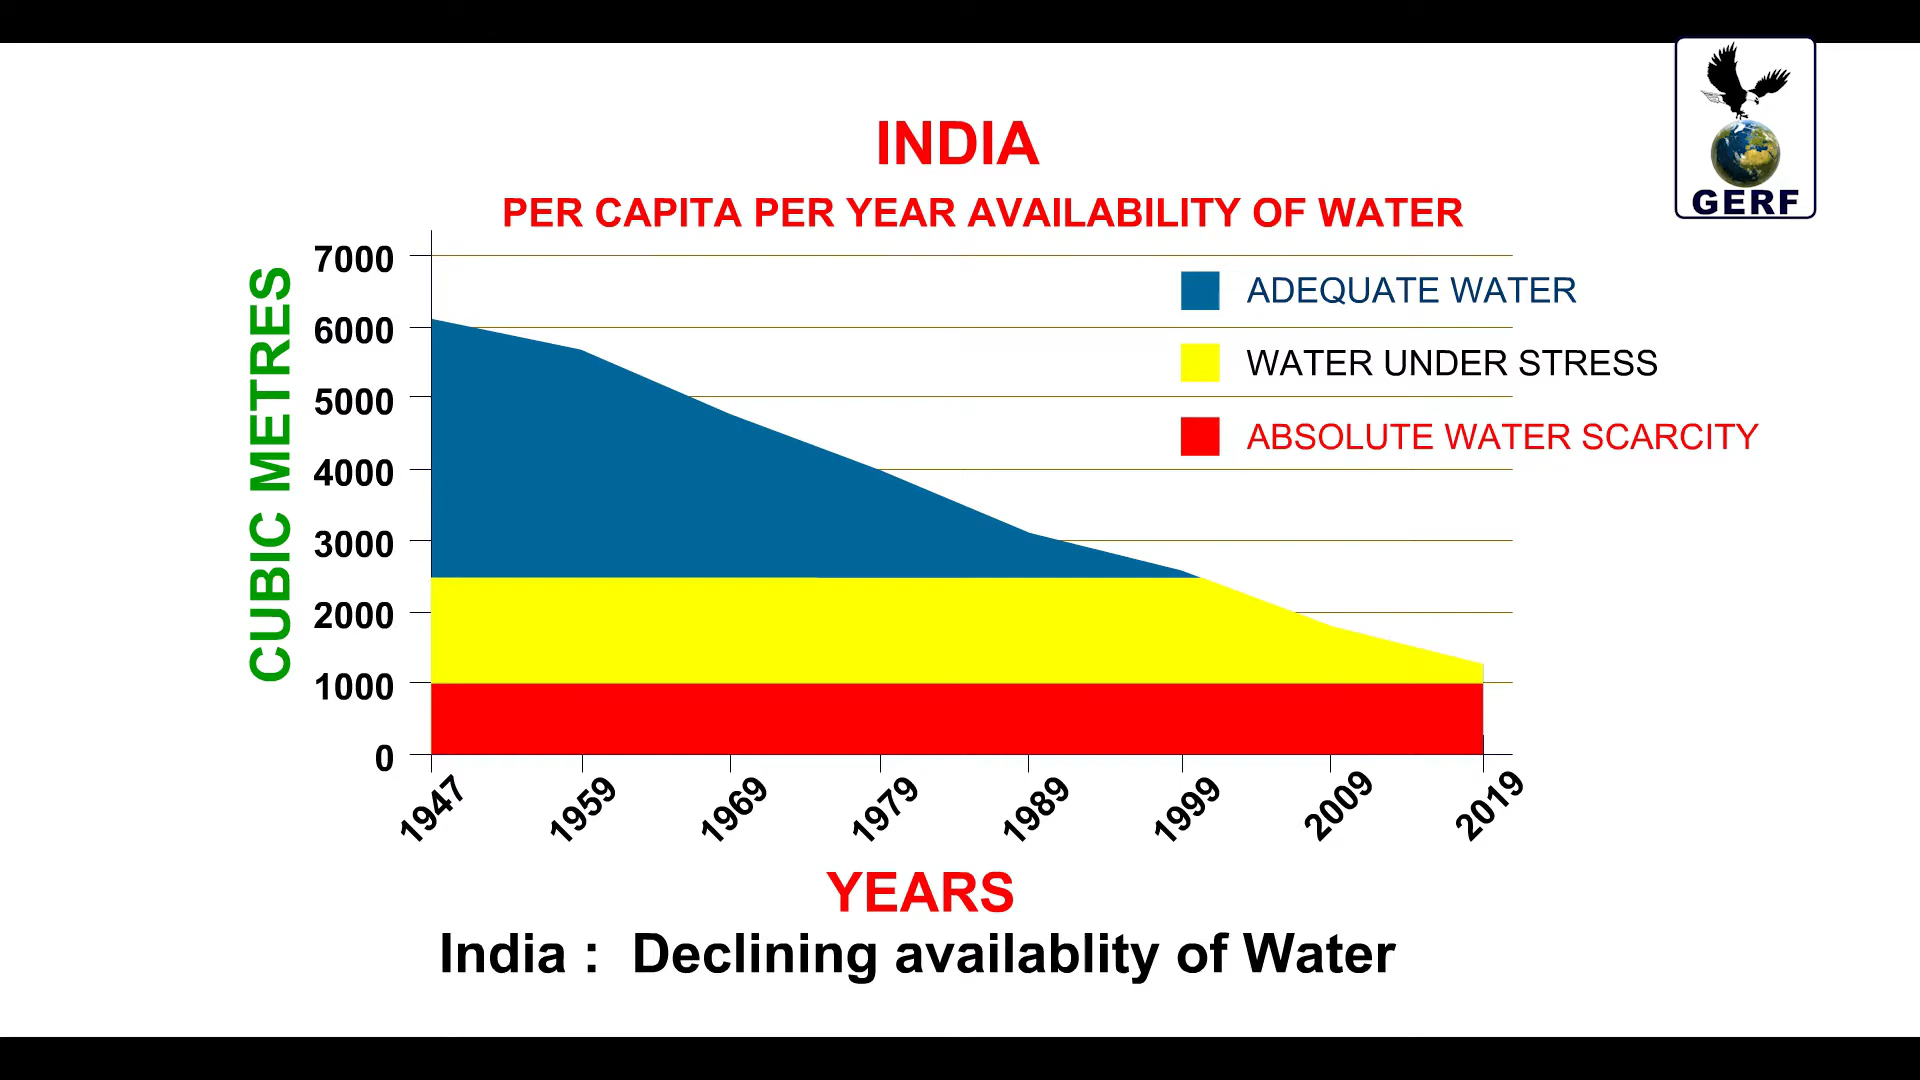 GERF
INDIA
PER CAPITA PER YEAR AVAILABILITY OF WATER
CUBIC METRES
7000
6000
5000
4000
3000
2000
1000
0
ADEQUATE WATER
WATER UNDER STRESS
ABSOLUTE WATER SCARCITY
1947
1959
1969
1979
1989
1999
2009
2019
YEARS
India : Declining availablity of Water